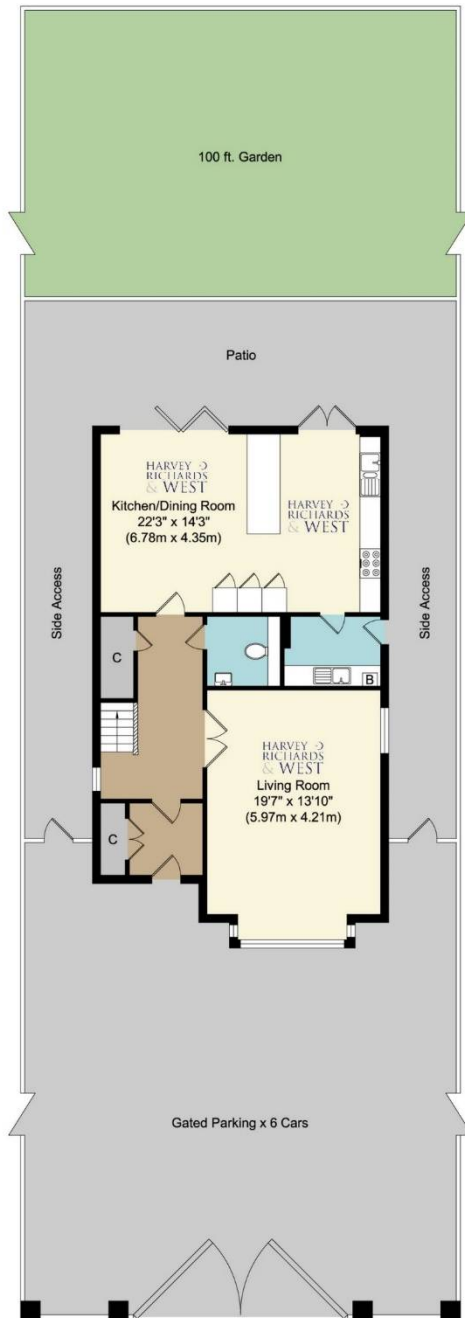 100 ft. Garden
Patio
HARVEY
RICHARDS
& WEST
Kitchen/Dining Room
22'3" x 14'3"
(6.78m x 4.35m)
HARVEY
RICHARDS
& WEST
Side Access
Side Access
C
B
HARVEY
RICHARDS
& WEST
Living Room
19'7" x 13'10"
(5.97m x 4.21m)
C
Gated Parking x 6 Cars